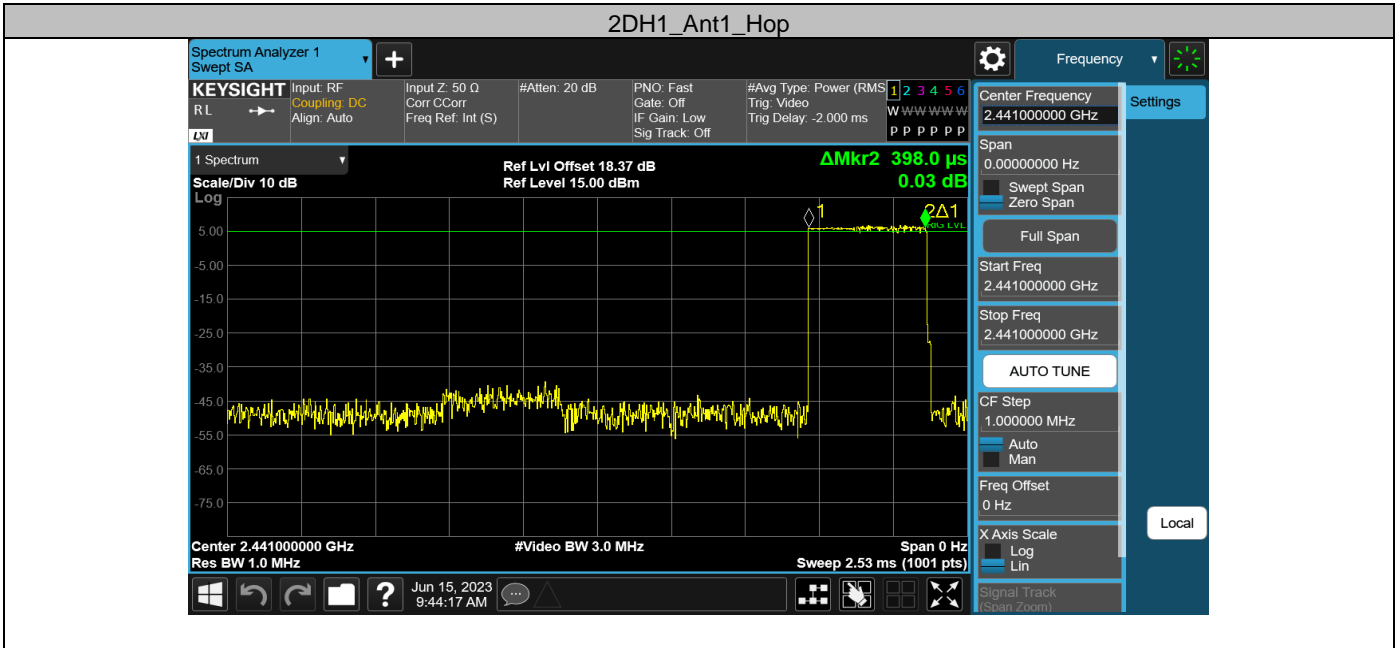 2DH1_Ant1_Hop
Spectrum Analyzer 1
Swept SA
Frequency
KEYSIGHT
R L
LXI
Input: RF
Coupling: DC
Align: Auto
Input Z: 50 Ω
Corr CCorr
Freq Ref: Int (S)
#Atten: 20 dB
PNO: Fast
Gate: Off
IF Gain: Low
Sig Track: Off
#Avg Type: Power (RMS
Trig: Video
Trig Delay: -2.000 ms
1 2 3 4 5 6
W W W W W W
P P P P P P
1 Spectrum
Scale/Div 10 dB
Log
Ref Lvl Offset 18.37 dB
Ref Level 15.00 dBm
ΔMkr2 398.0 µs
0.03 dB
1
2Δ1
TRIG LVL
5.00
-5.00
-15.0
-25.0
-35.0
-45.0
-55.0
-65.0
-75.0
Center 2.441000000 GHz
Res BW 1.0 MHz
#Video BW 3.0 MHz
Span 0 Hz
Sweep 2.53 ms (1001 pts)
Center Frequency
2.441000000 GHz
Span
0.00000000 Hz
Swept Span
Zero Span
Full Span
Start Freq
2.441000000 GHz
Stop Freq
2.441000000 GHz
AUTO TUNE
CF Step
1.000000 MHz
Auto
Man
Freq Offset
0 Hz
X Axis Scale
Log
Lin
Signal Track
(Span Zoom)
Settings
Local
?
Jun 15, 2023
9:44:17 AM